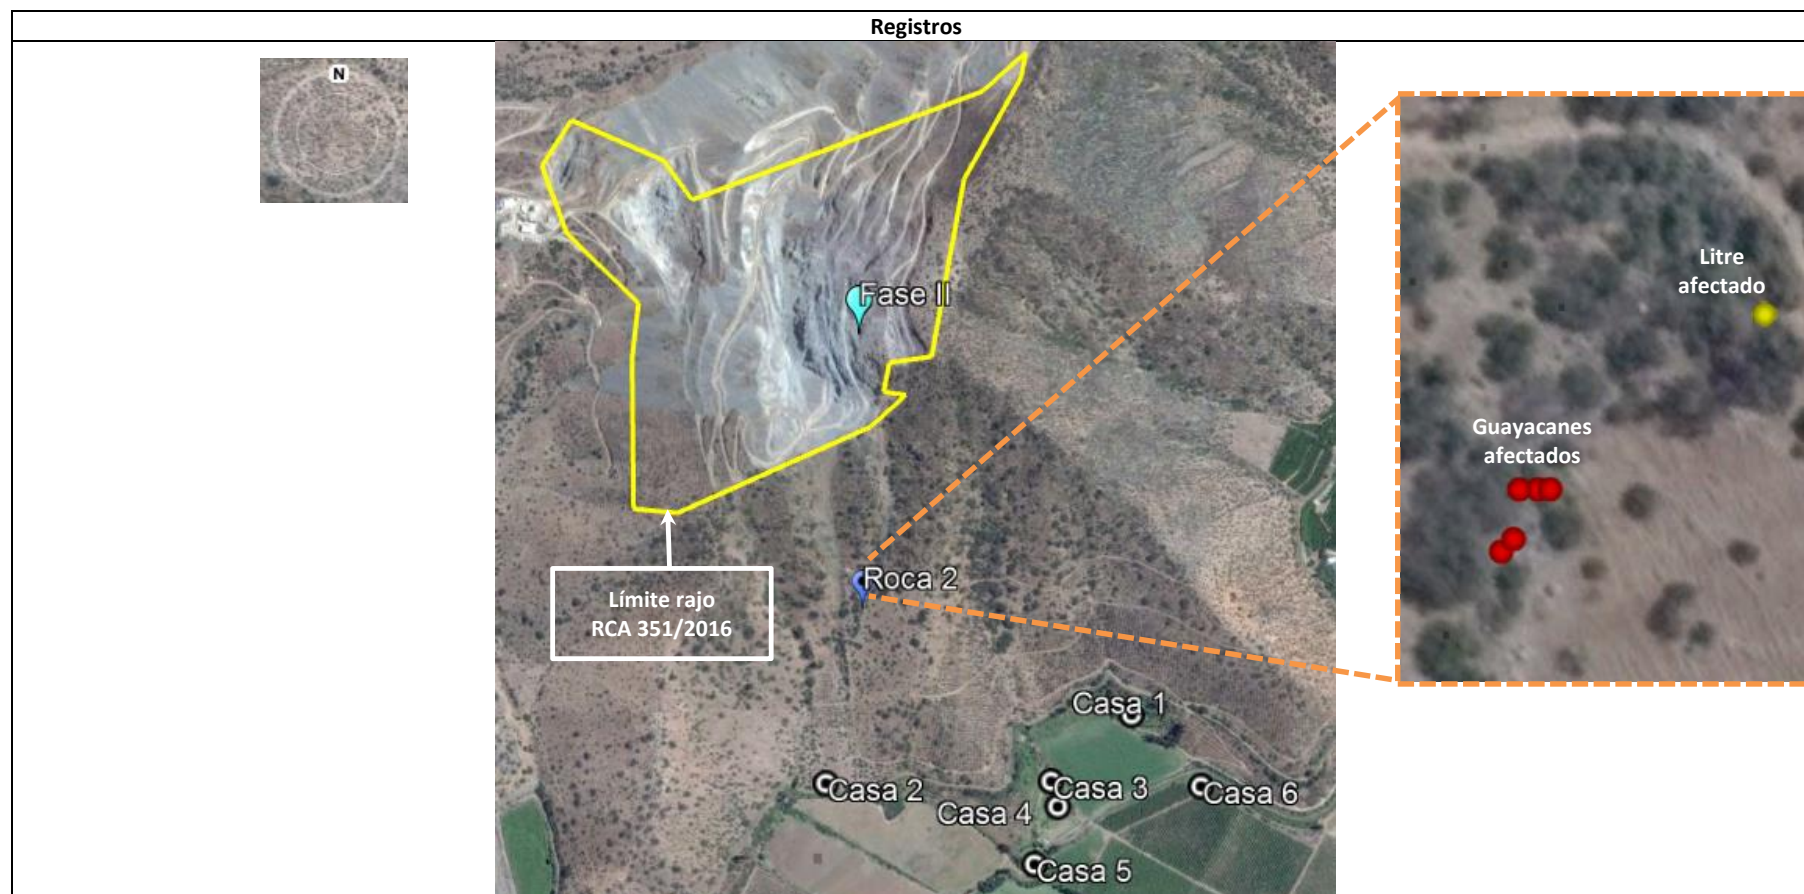 Registros
N
Fase II
Litre
afectado
Guayacanes
afectados
Roca 2
Límite rajo
RCA 351/2016
Casa 1
Casa 2
Casa 3
Casa 6
Casa 4
Casa 5